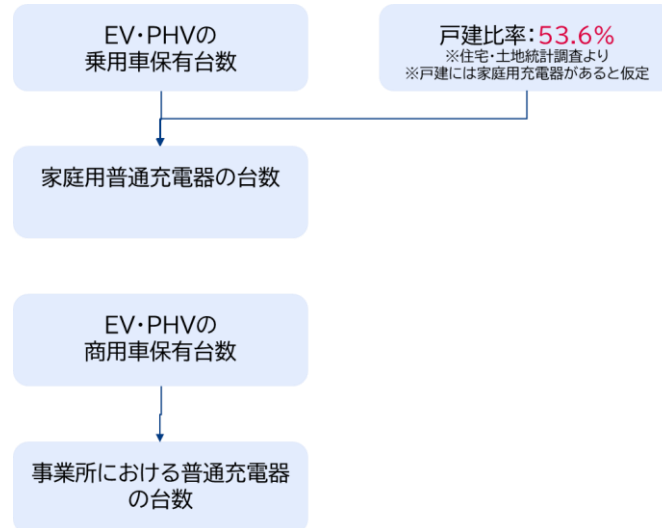 EV・PHVの
乗用車保有台数
戸建比率：53.6%
※住宅・土地統計調査より
※戸建には家庭用充電器があると仮定
家庭用普通充電器の台数
EV・PHVの
商用車保有台数
事業所における普通充電器
の台数